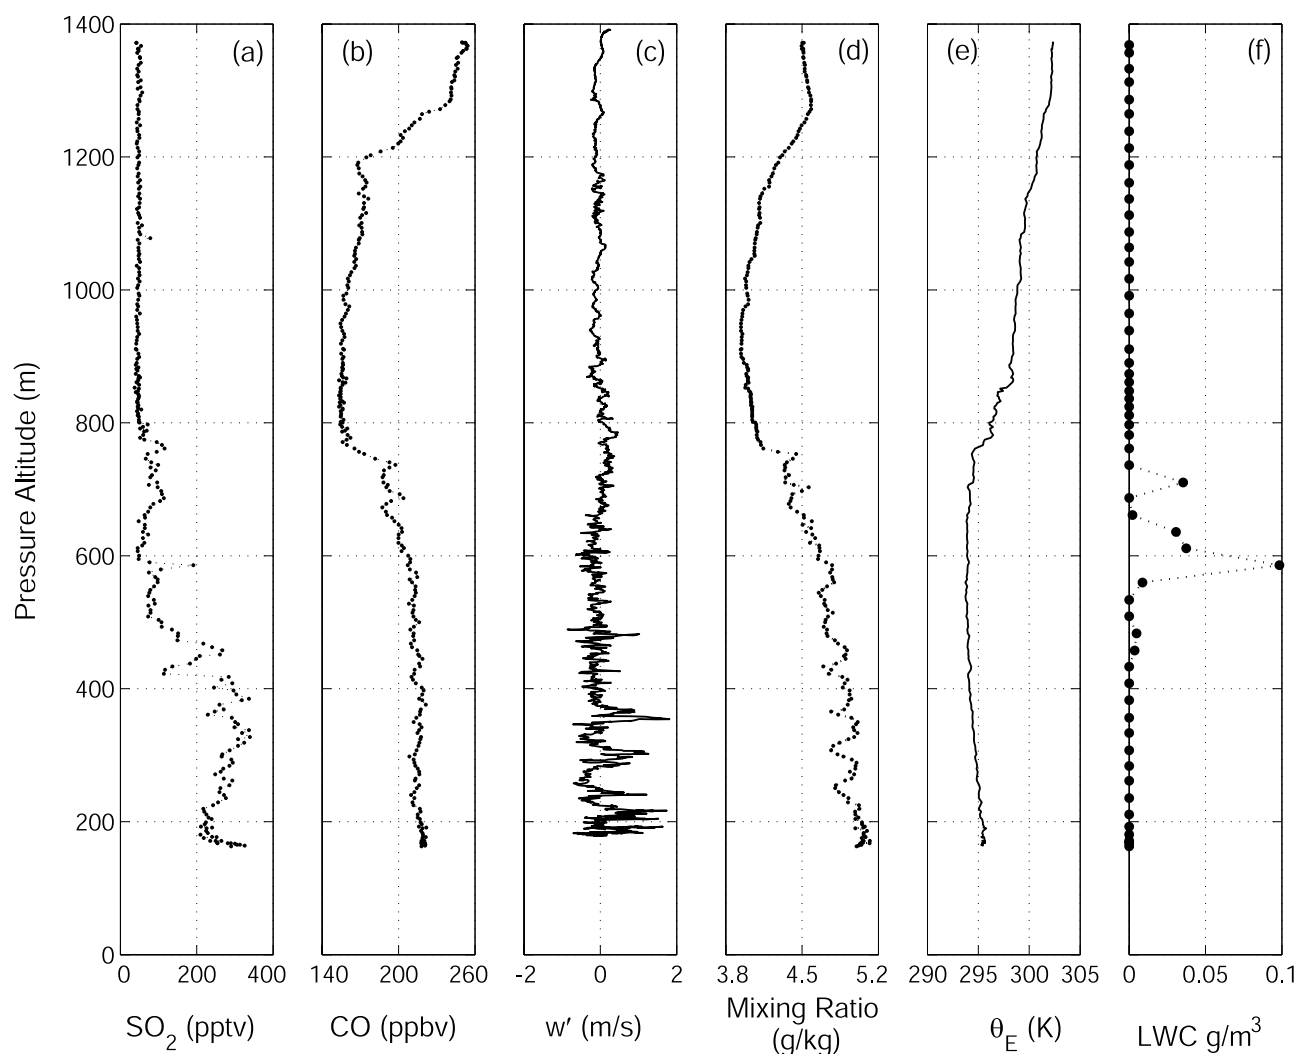 1400
1200
1000
800
600
400
200
0
Pressure Altitude (m)
(a)
(b)
(c)
(d)
(e)
(f)
0 200 400
140 200 260
-2 0 2
3.8 4.5 5.2
290 295 300 305
0 0.05 0.1
SO2 (pptv)
CO (ppbv)
w′ (m/s)
Mixing Ratio
(g/kg)
θE (K)
LWC g/m³